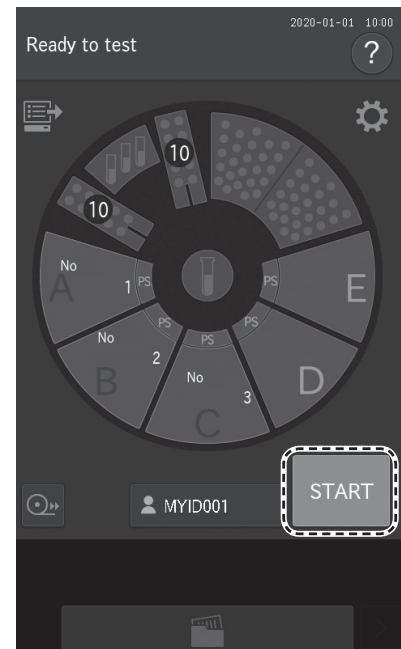 2020-01-01 10:00
Ready to test
?
10
10
No
A
1
PS
PS
E
No
B
2
PS
PS
PS
No
C
3
D
MYID001
START